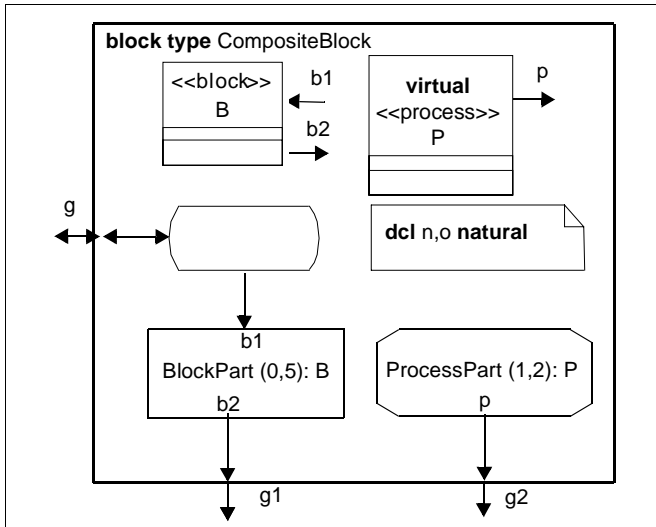 block type CompositeBlock
<<block>>
B
b1
b2
virtual
<<process>>
P
p
g
dcl n,o natural
b1
BlockPart (0,5): B
b2
ProcessPart (1,2): P
p
g1
g2